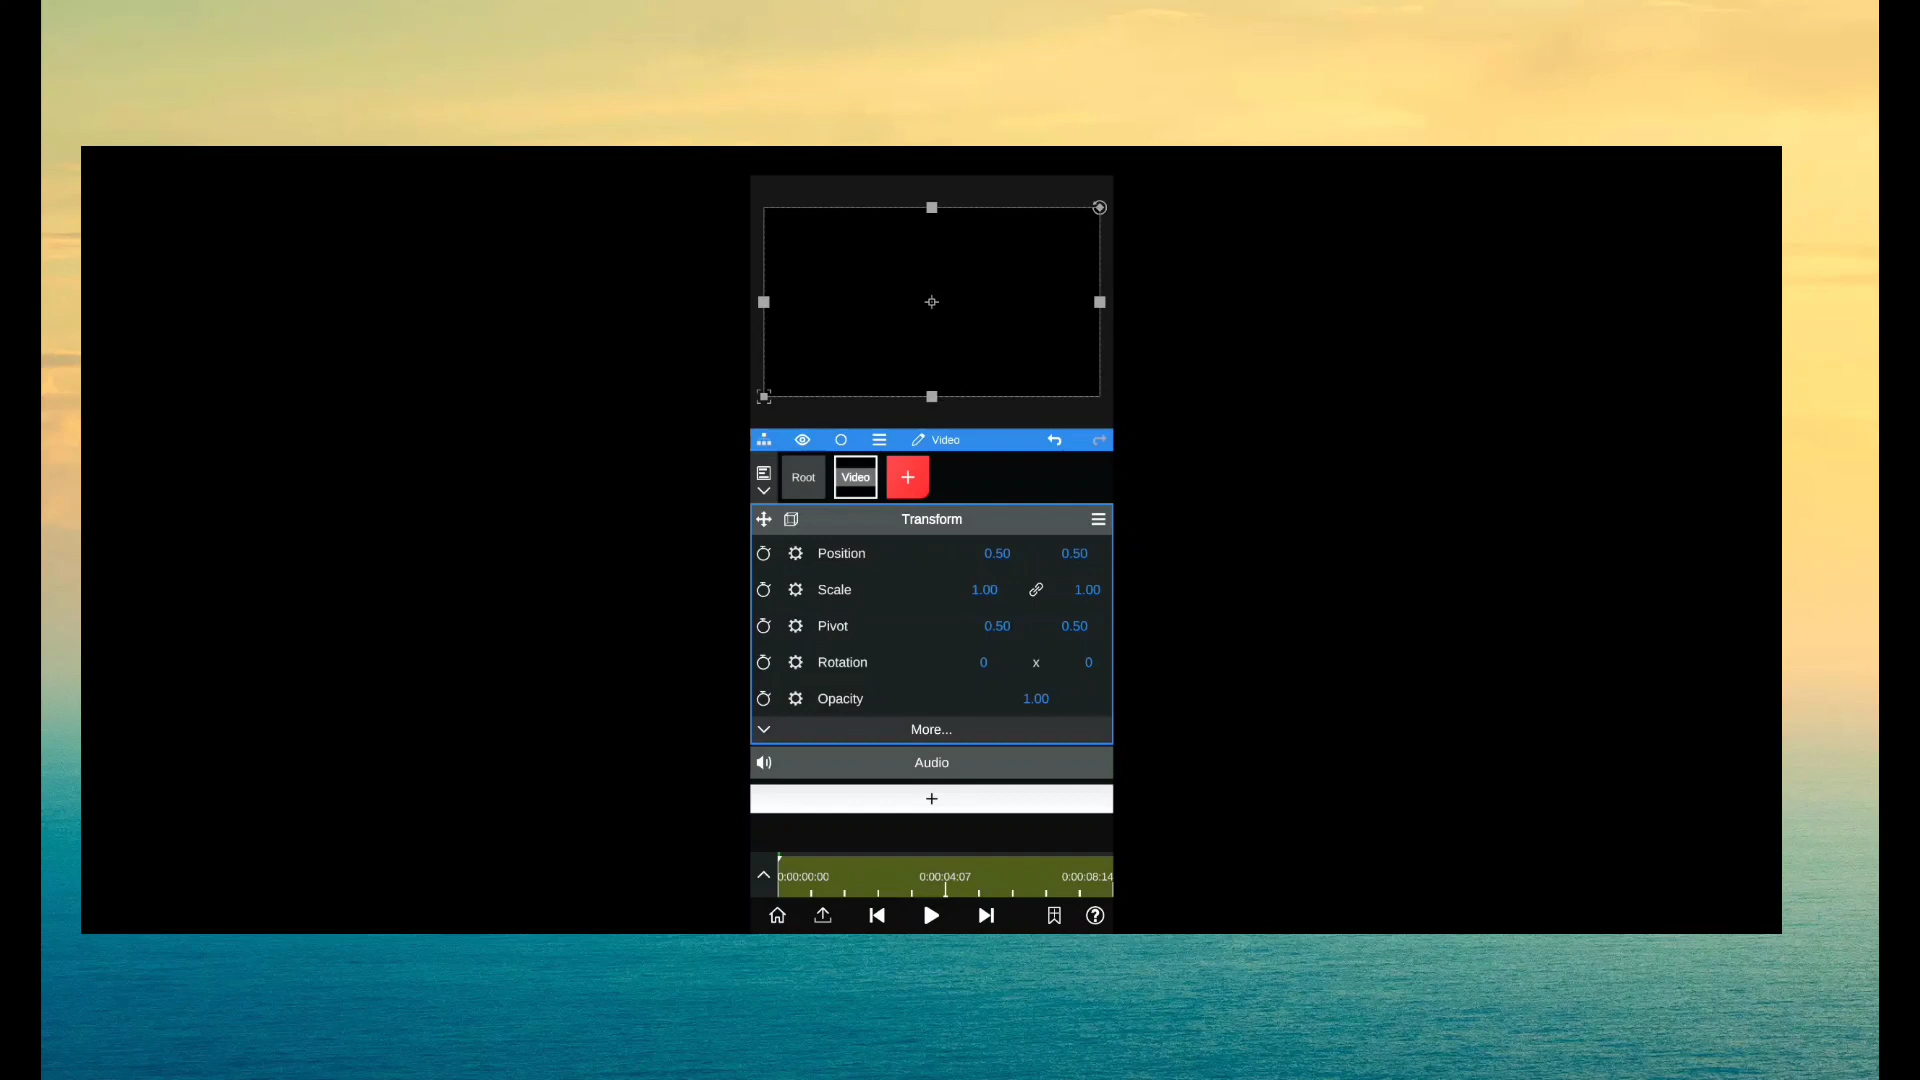 Video
Root
Video
Transform
Position 0.50 0.50
Scale 1.00 1.00
Pivot 0.50 0.50
Rotation 0 x 0
Opacity 1.00
More...
Audio
0:00:00:00 0:00:04:07 0:00:08:14